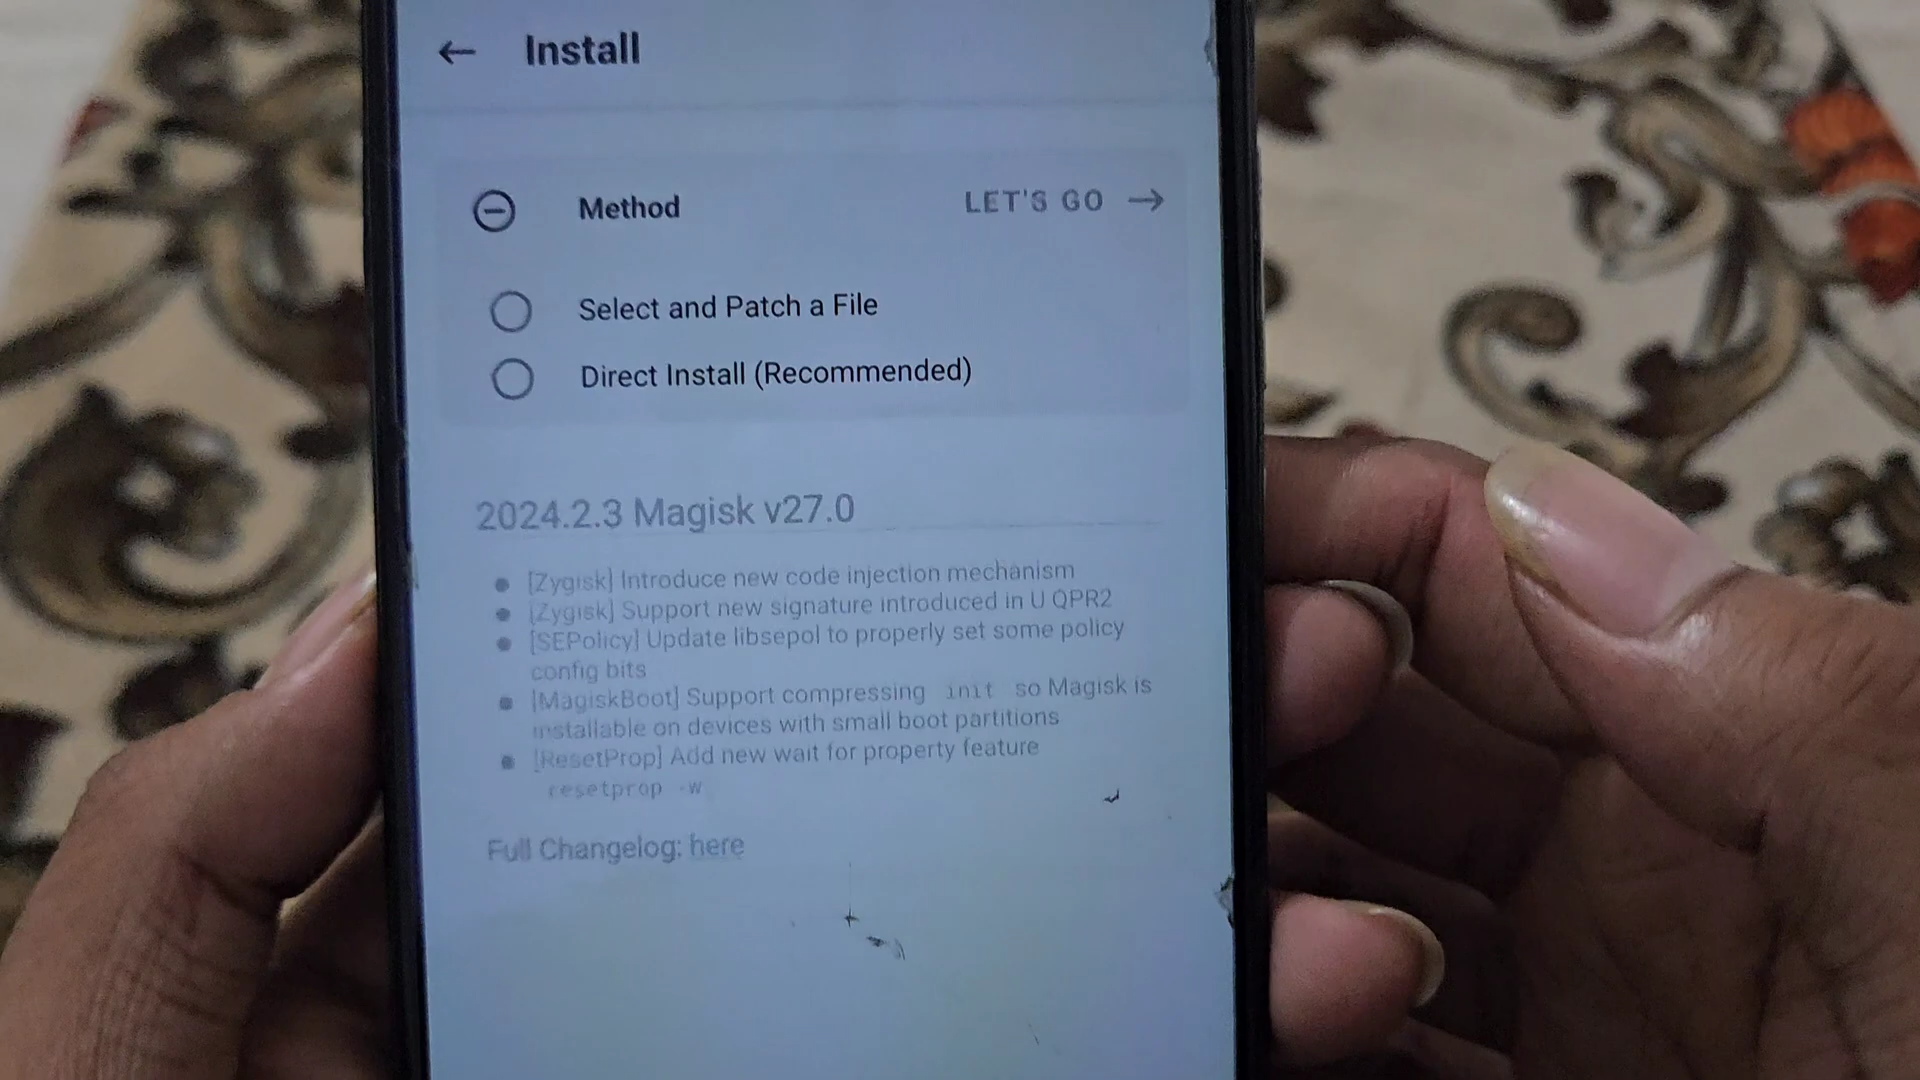 ← Install
Method LET'S GO →
Select and Patch a File
Direct Install (Recommended)
2024.2.3 Magisk v27.0
[Zygisk] Introduce new code injection mechanism
[Zygisk] Support new signature introduced in U QPR2
[SEPolicy] Update libsepol to properly set some policy
config bits
[MagiskBoot] Support compressing init so Magisk is
installable on devices with small boot partitions
[ResetProp] Add new wait for property feature
resetprop -w
Full Changelog: here